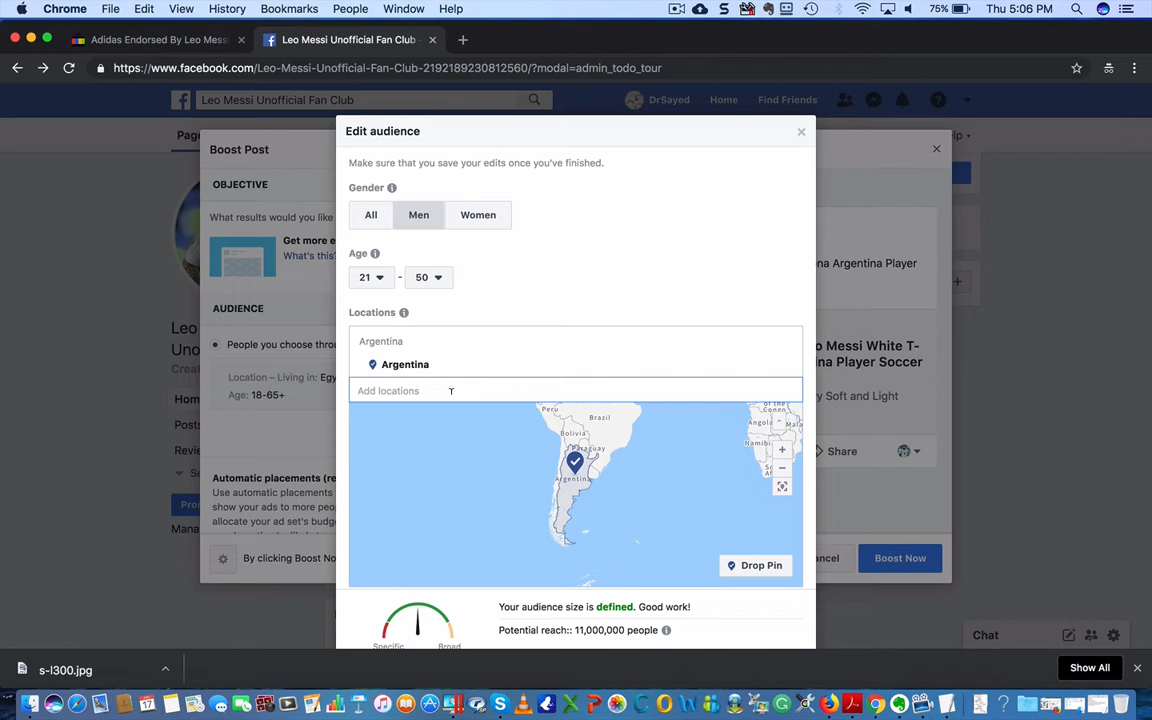 Chrome File Edit View History Bookmarks People Window Help
75% Thu 5:06 PM
Adidas Endorsed By Leo Messi
Leo Messi Unofficial Fan Club
https://www.facebook.com/Leo-Messi-Unofficial-Fan-Club-2192189230812560/?modal=admin_todo_tour
Leo Messi Unofficial Fan Club
DrSayed Home Find Friends
Boost Post
OBJECTIVE
What results would you like
Get more e
What's this?
AUDIENCE
People you choose throu
Location – Living in: Egy
Age: 18-65+
Automatic placements (re
Use automatic placements
show your ads to more peo
allocate your ad set's budg
By clicking Boost No
Edit audience
Make sure that you save your edits once you've finished.
Gender
All Men Women
Age
21 - 50
Locations
Argentina
Argentina
Add locations
Peru
Brazil
Bolivia
Paraguay
Argentina
of the
Congo
Angola
Drop Pin
Your audience size is defined. Good work!
Potential reach:: 11,000,000 people
Specific Broad
na Argentina Player
o Messi White T-
na Player Soccer
y Soft and Light
Share
ancel
Boost Now
Chat
s-l300.jpg
Show All